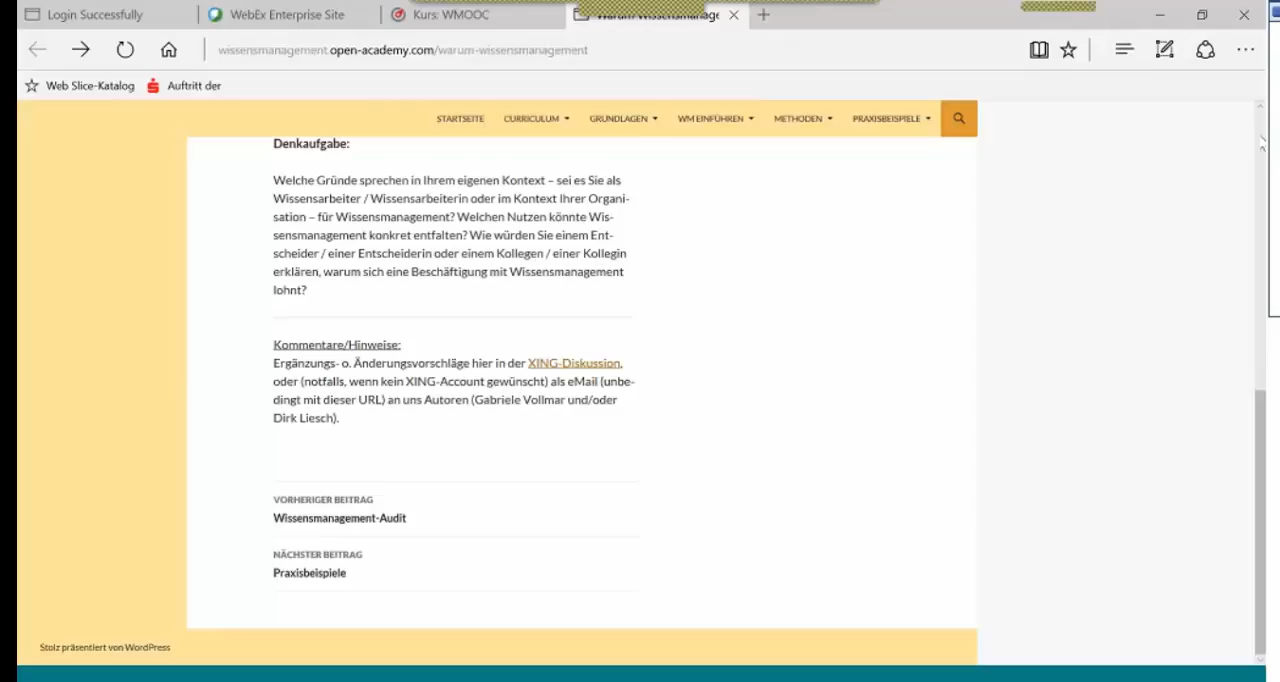 Login Successfully
WebEx Enterprise Site
Kurs: WMOOC
Warum Wissensmanage
wissensmanagement.open-academy.com/warum-wissensmanagement
Web Slice-Katalog
Auftritt der
STARTSEITE
CURRICULUM
GRUNDLAGEN
WM EINFÜHREN
METHODEN
PRAXISBEISPIELE
Denkaufgabe:
Welche Gründe sprechen in Ihrem eigenen Kontext – sei es Sie als
Wissensarbeiter / Wissensarbeiterin oder im Kontext Ihrer Organi-
sation – für Wissensmanagement? Welchen Nutzen könnte Wis-
sensmanagement konkret entfalten? Wie würden Sie einem Ent-
scheider / einer Entscheiderin oder einem Kollegen / einer Kollegin
erklären, warum sich eine Beschäftigung mit Wissensmanagement
lohnt?
Kommentare/Hinweise:
Ergänzungs- o. Änderungsvorschläge hier in der XING-Diskussion,
oder (notfalls, wenn kein XING-Account gewünscht) als eMail (unbe-
dingt mit dieser URL) an uns Autoren (Gabriele Vollmar und/oder
Dirk Liesch).
VORHERIGER BEITRAG
Wissensmanagement-Audit
NÄCHSTER BEITRAG
Praxisbeispiele
Stolz präsentiert von WordPress